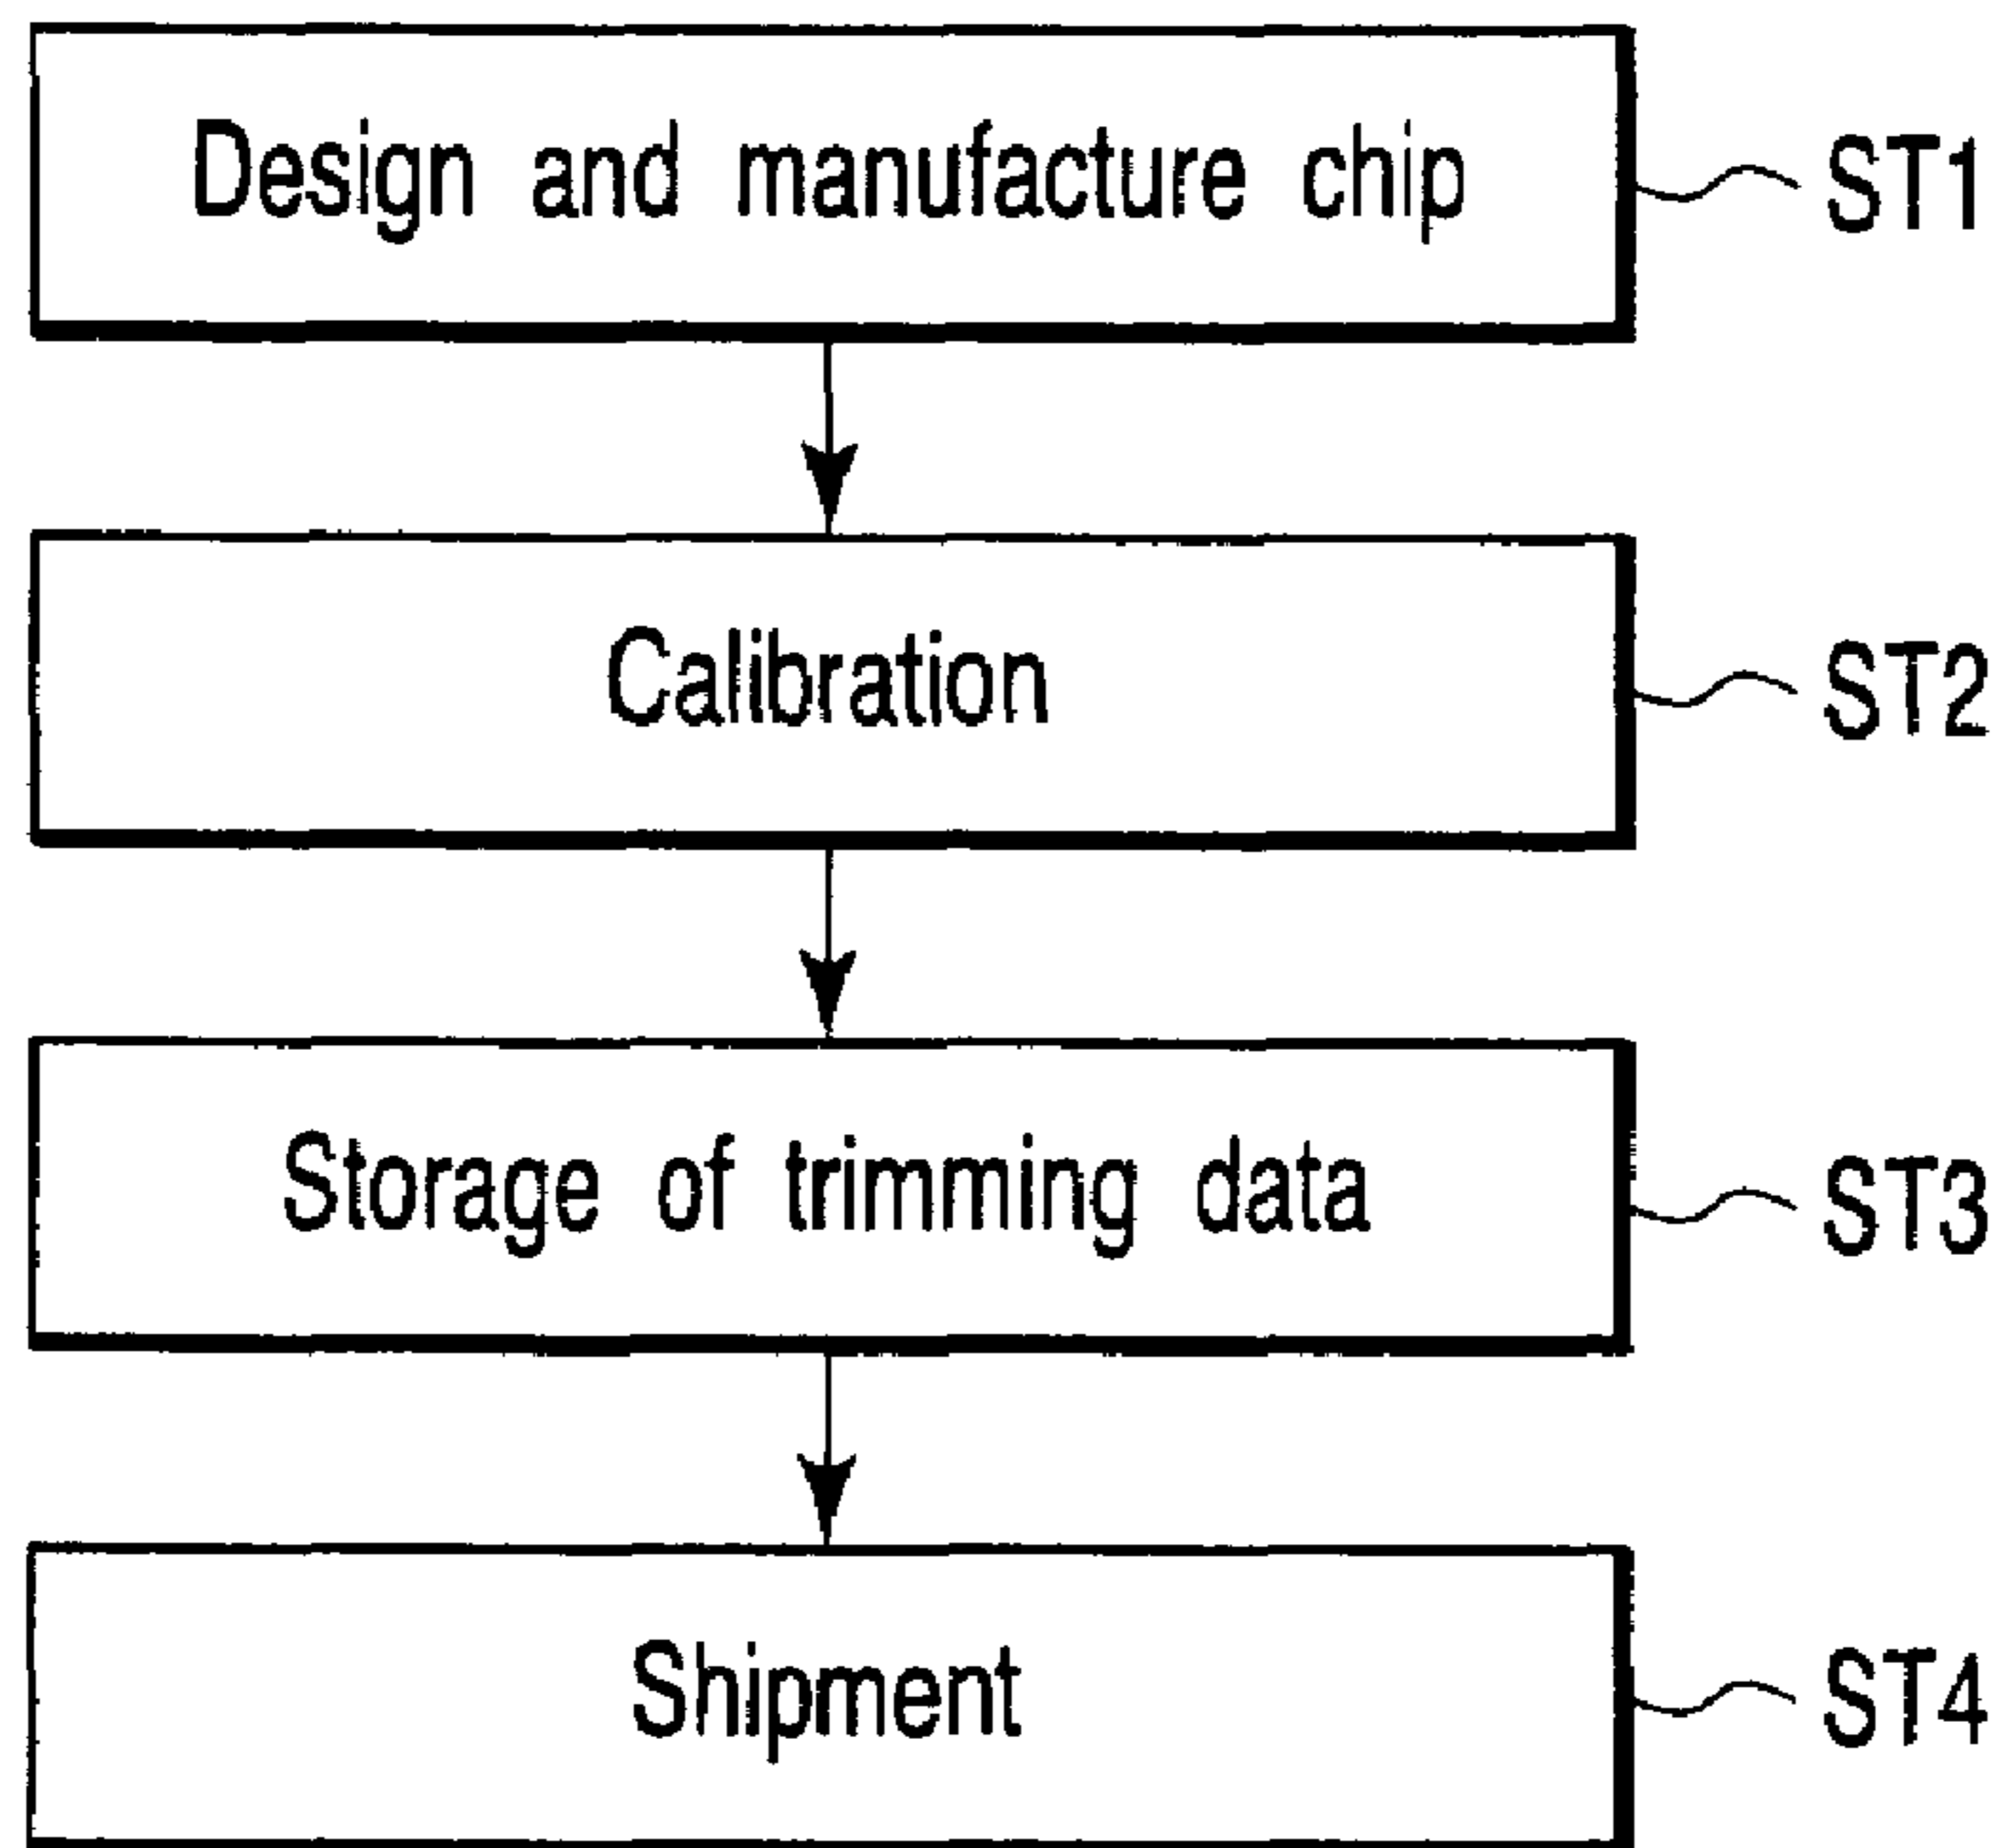 Design and manufacture chip
ST1
Calibration
ST2
Storage of trimming data
ST3
Shipment
ST4